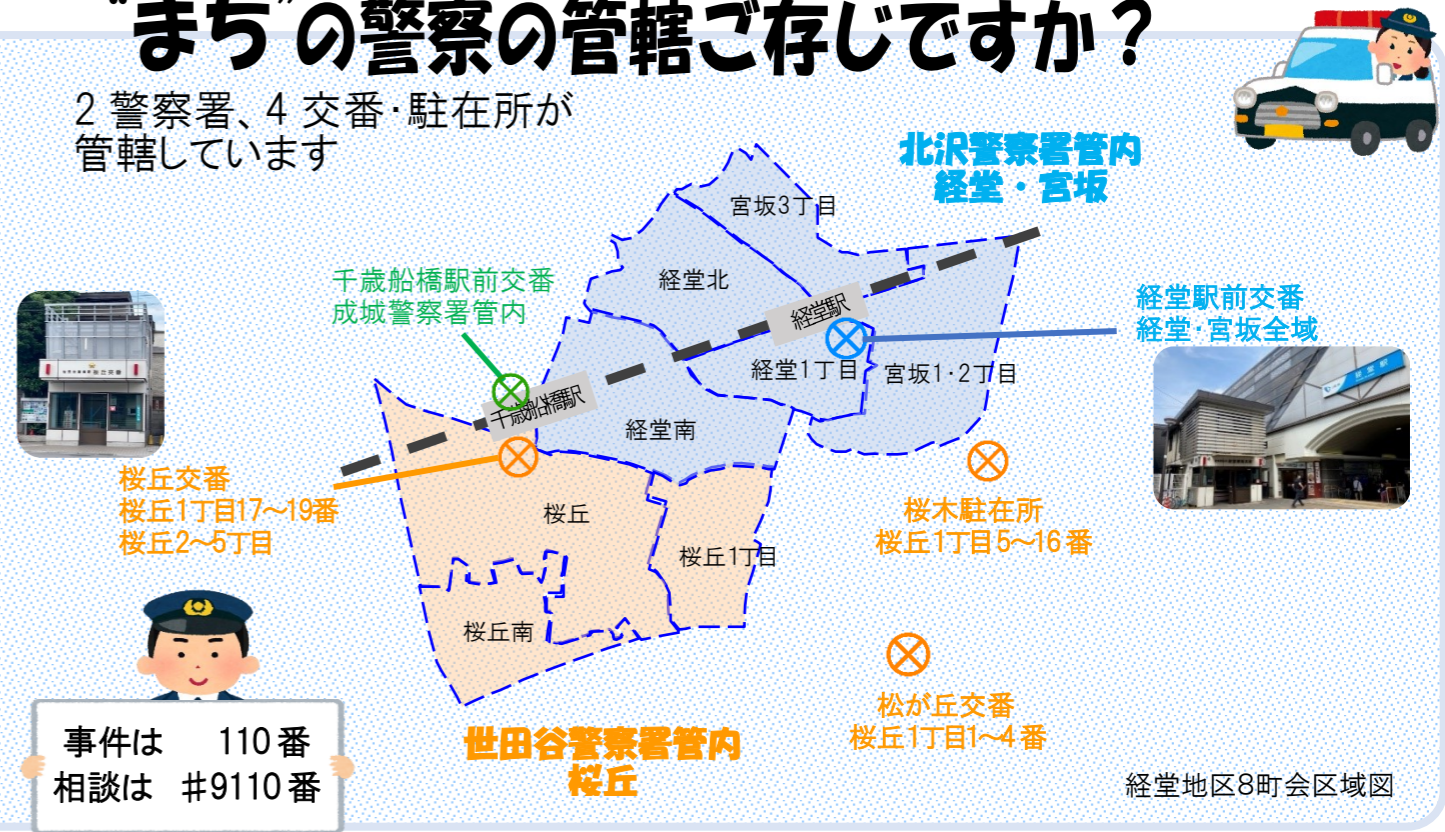 "まち"の警察の管轄ご存じですか？
2 警察署、4 交番･駐在所が
管轄しています
北沢警察署管内
経堂・宮坂
宮坂3丁目
千歳船橋駅前交番
成城警察署管内
経堂北
経堂駅
経堂駅前交番
経堂･宮坂全域
経堂1丁目
宮坂1･2丁目
千歳船橋駅
経堂南
桜丘交番
桜丘1丁目17～19番
桜丘2～5丁目
桜丘
桜木駐在所
桜丘1丁目5～16番
桜丘1丁目
桜丘南
松が丘交番
桜丘1丁目1～4番
世田谷警察署管内
桜丘
事件は　110番
相談は　＃9110番
経堂地区8町会区域図